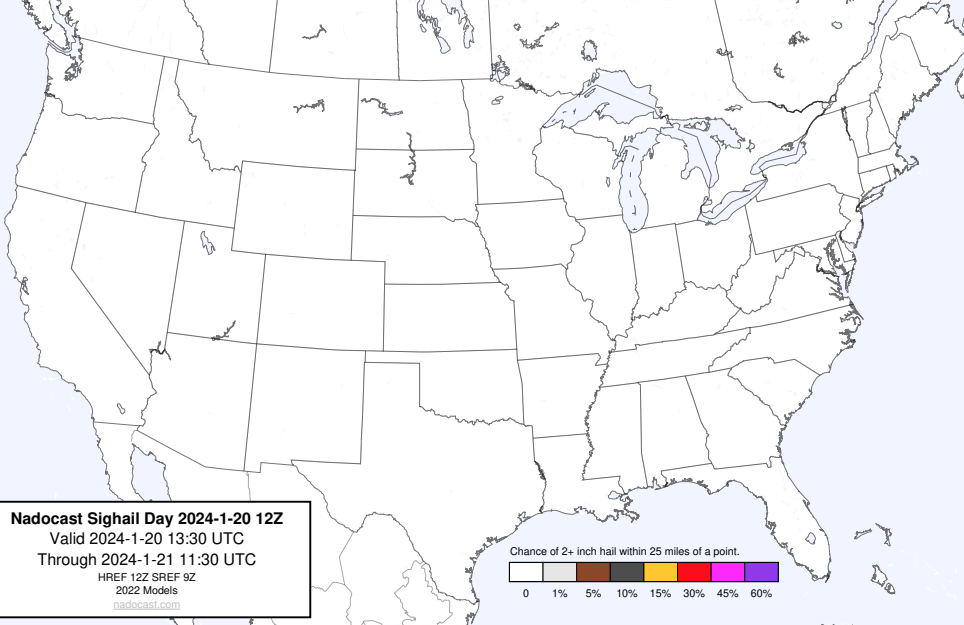 Nadocast Sighail Day 2024-1-20 12Z
Valid 2024-1-20 13:30 UTC
Through 2024-1-21 11:30 UTC
HREF 12Z SREF 9Z
2022 Models
nadocast.com
Chance of 2+ inch hail within 25 miles of a point.
0 1% 5% 10% 15% 30% 45% 60%